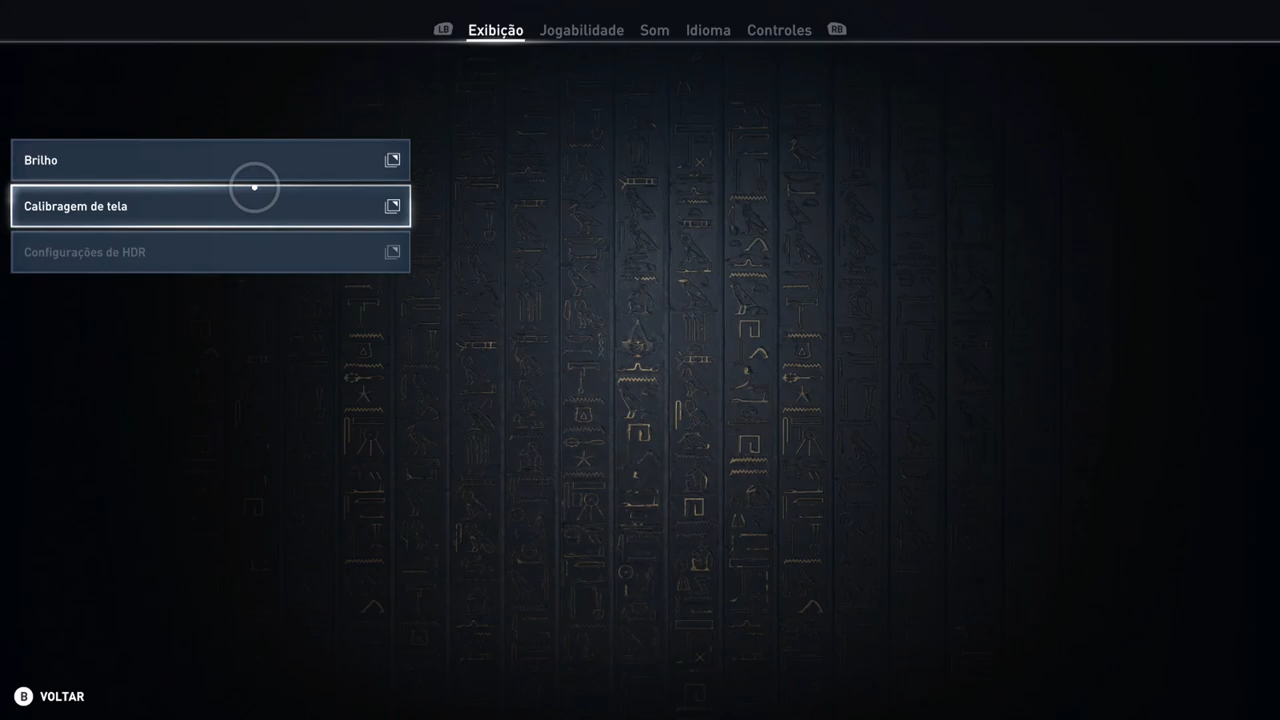 LB Exibição Jogabilidade Som Idioma Controles RB
Brilho
Calibragem de tela
Configurações de HDR
B VOLTAR